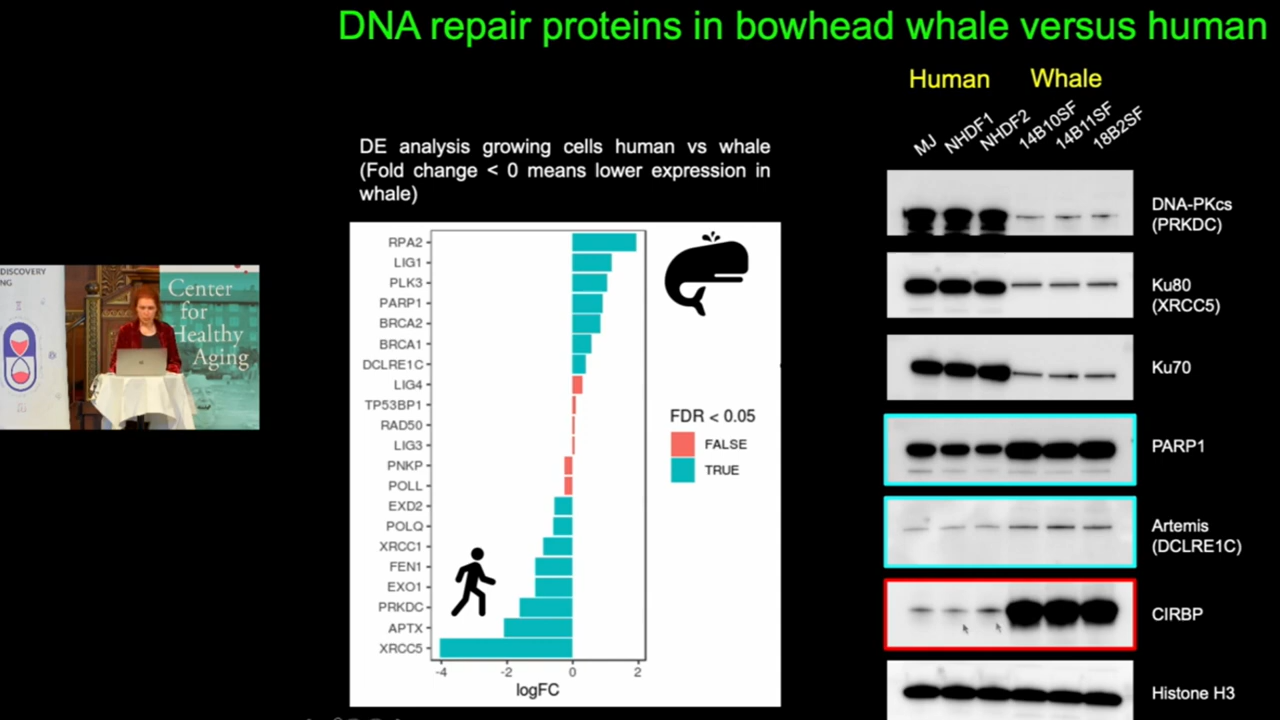 DNA repair proteins in bowhead whale versus human
Human Whale
MJ NHDF1 NHDF2 14B10SF 14B11SF 18B2SF
DE analysis growing cells human vs whale
(Fold change < 0 means lower expression in
whale)
RPA2
LIG1
PLK3
PARP1
BRCA2
BRCA1
DCLRE1C
LIG4
TP53BP1
RAD50
LIG3
PNKP
POLL
EXD2
POLQ
XRCC1
FEN1
EXO1
PRKDC
APTX
XRCC5
-4 -2 0 2
logFC
FDR < 0.05
FALSE
TRUE
DNA-PKcs
(PRKDC)
Ku80
(XRCC5)
Ku70
PARP1
Artemis
(DCLRE1C)
CIRBP
Histone H3
DISCOVERY
NG
Center
for
Healthy
Aging